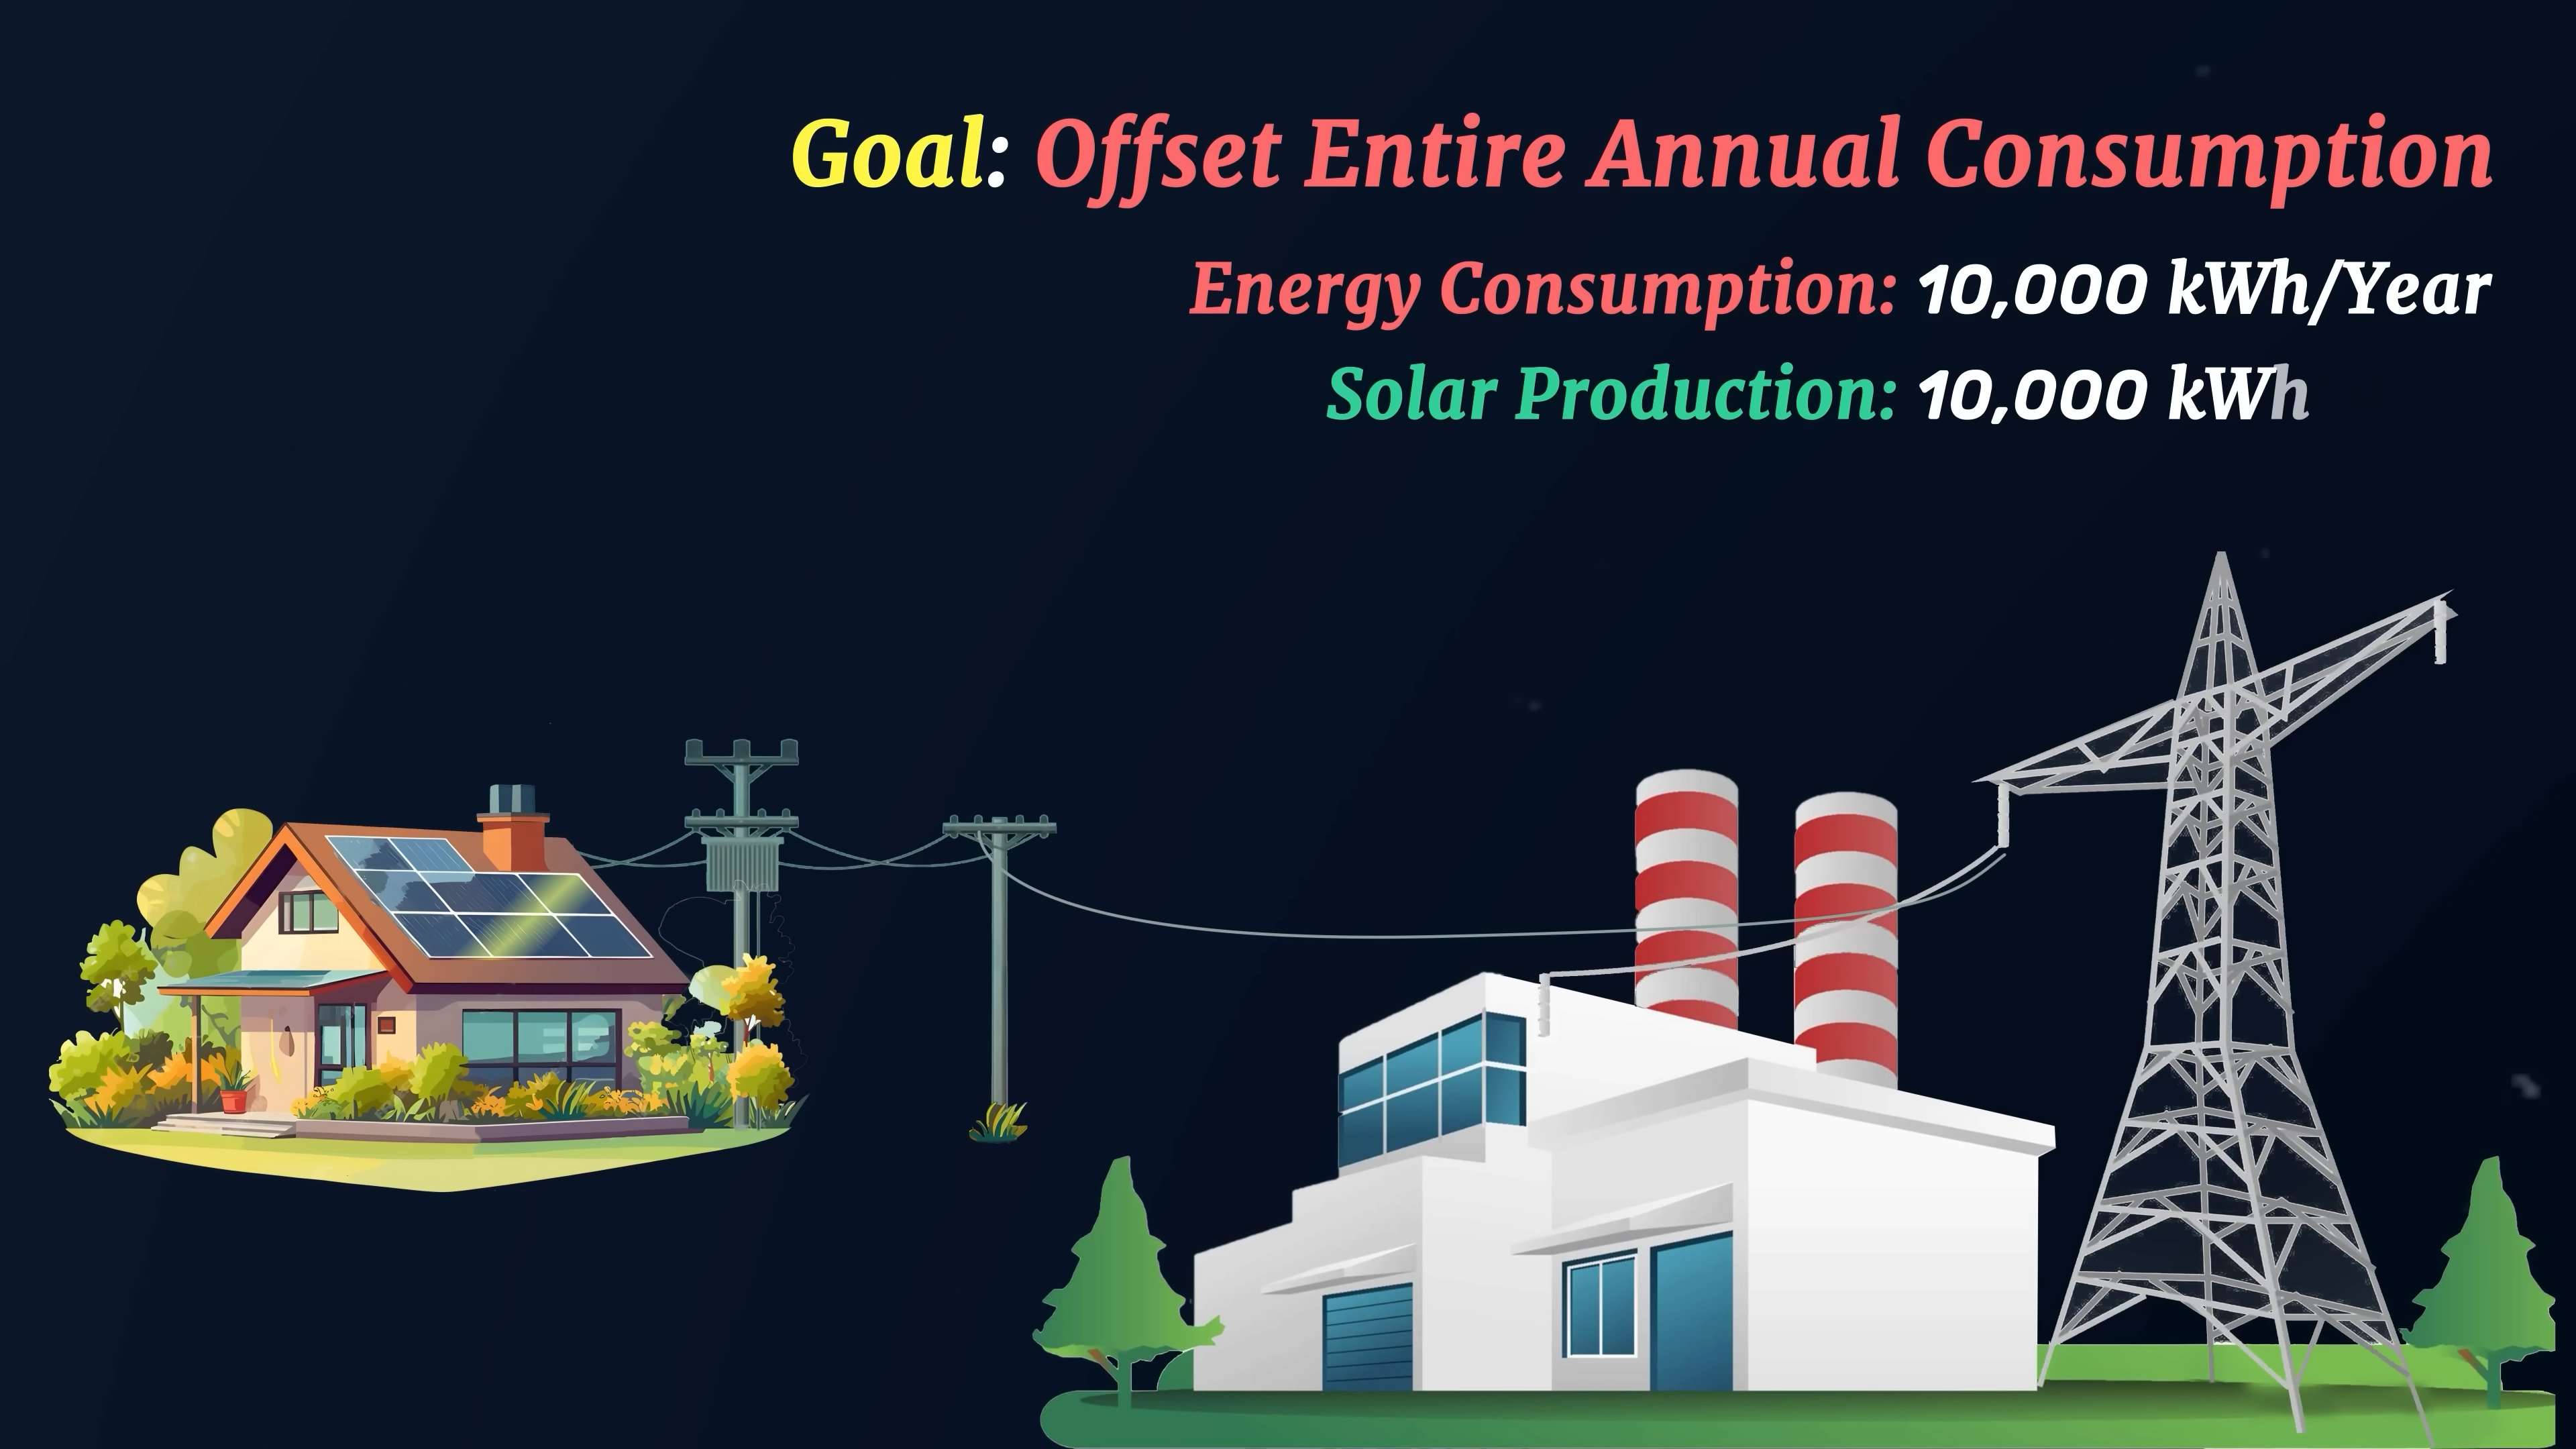 Goal: Offset Entire Annual Consumption
Energy Consumption: 10,000 kWh/Year
Solar Production: 10,000 kWh